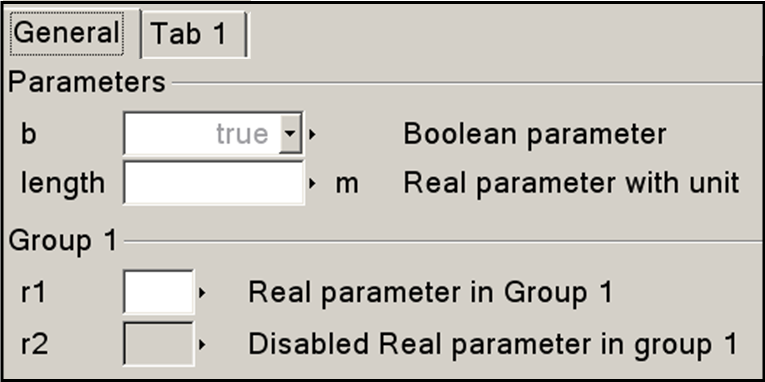 General Tab 1
Parameters
b true Boolean parameter
length m Real parameter with unit
Group 1
r1 Real parameter in Group 1
r2 Disabled Real parameter in group 1